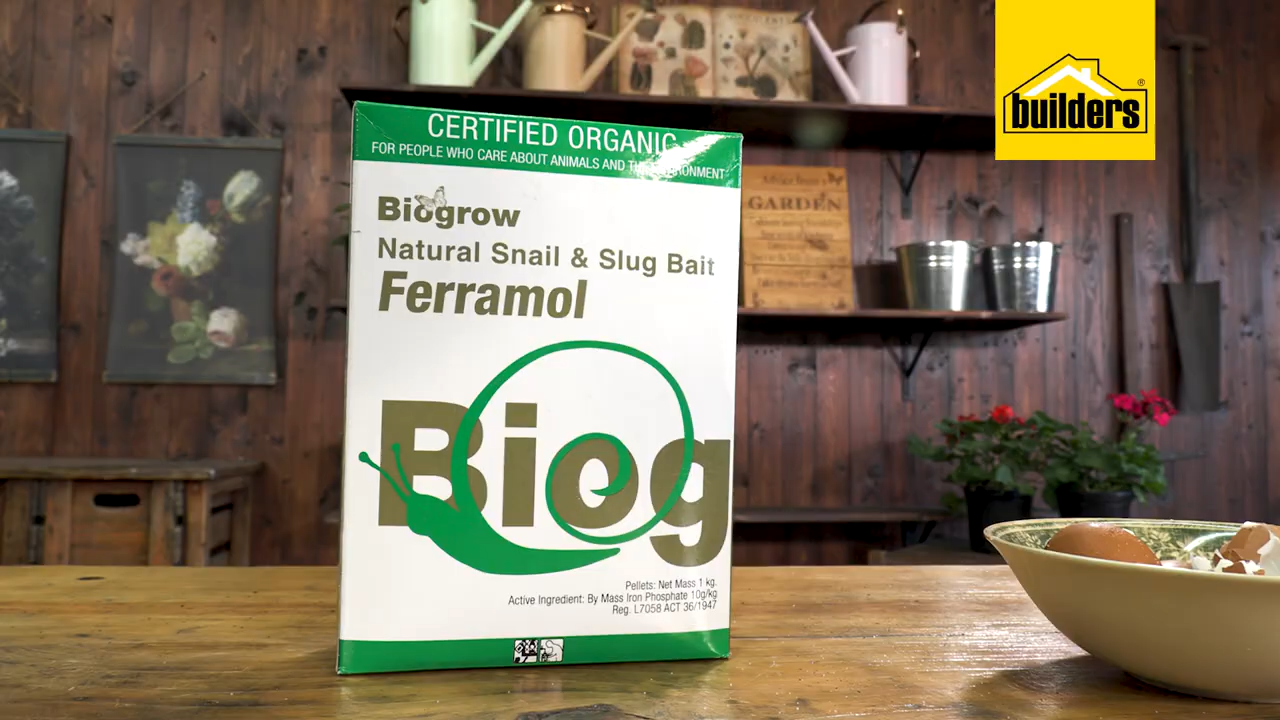 builders®
CERTIFIED ORGANIC
FOR PEOPLE WHO CARE ABOUT ANIMALS AND THE ENVIRONMENT
Biogrow
Natural Snail & Slug Bait
Ferramol
Biog
Pellets: Net Mass 1 kg.
Active Ingredient: By Mass Iron Phosphate 10g/kg
Reg. L7058 ACT 36/1947
GARDEN